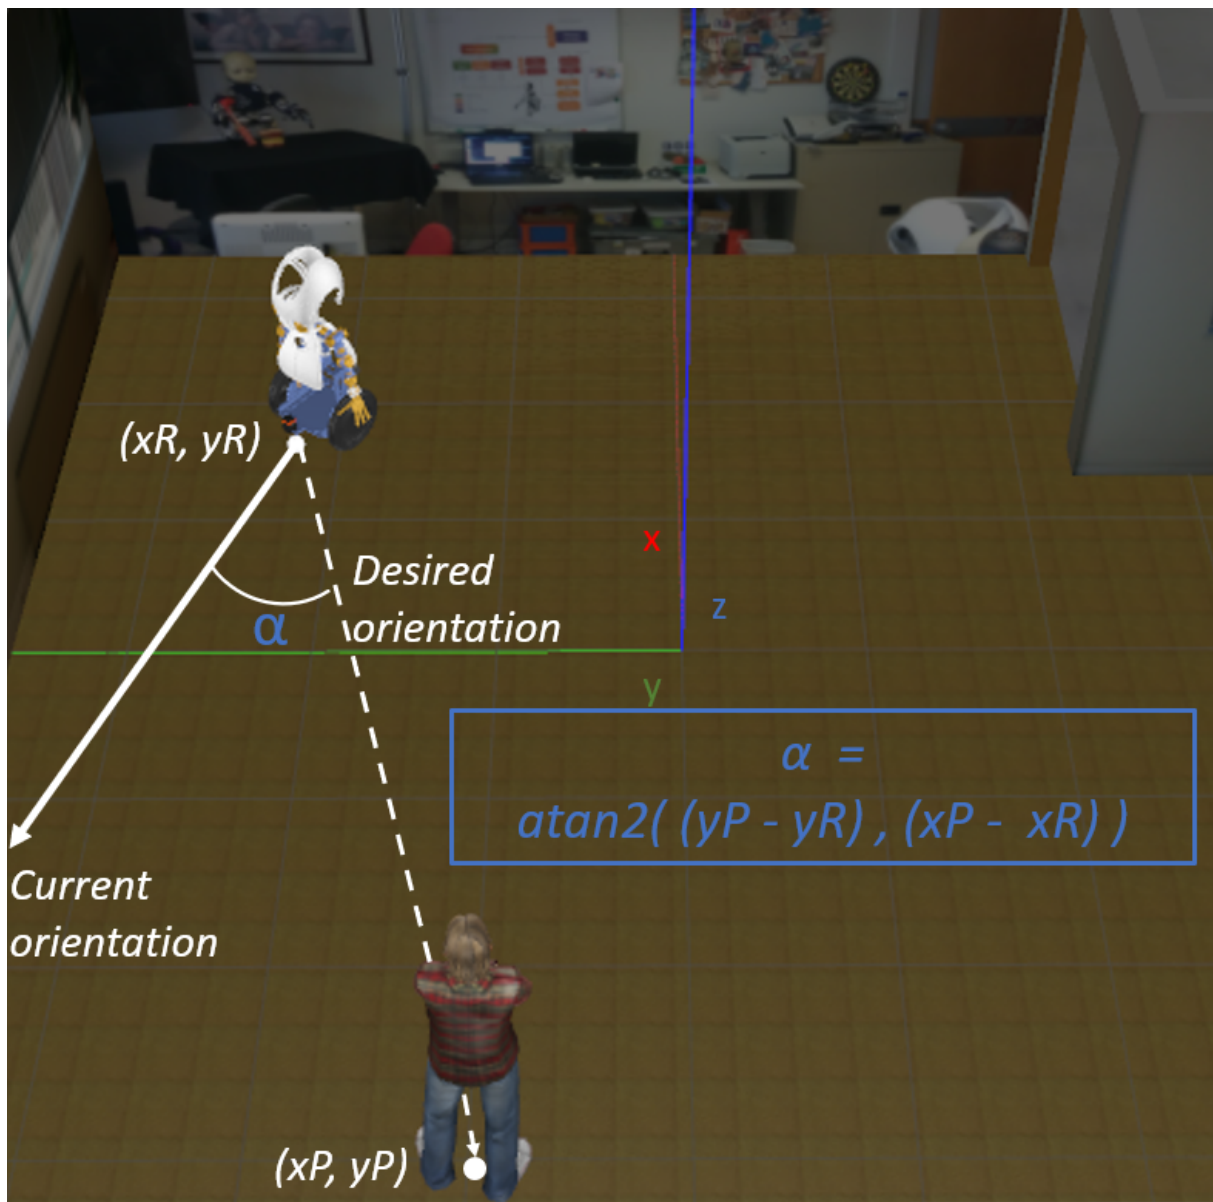 (xR, yR)
x
Desired
orientation
α
z
y
α =
atan2( (yP - yR) , (xP - xR) )
Current
orientation
(xP, yP)